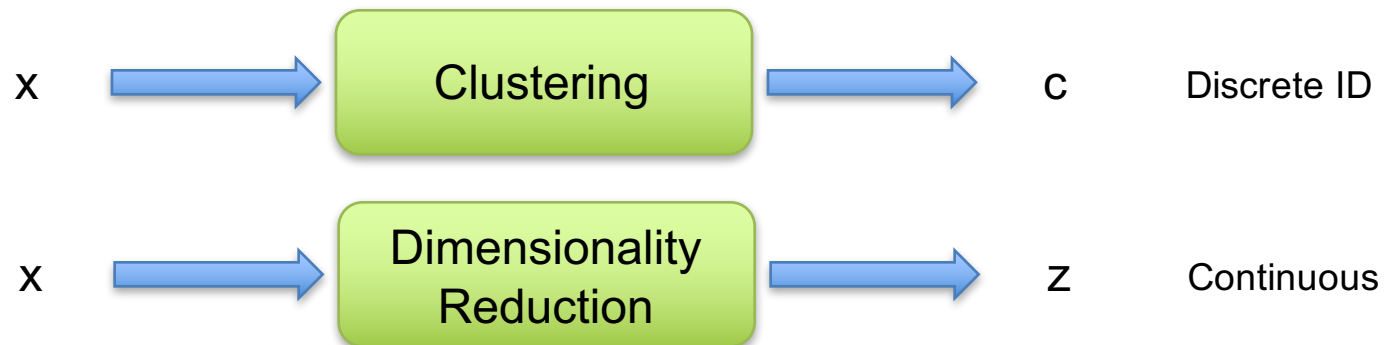 x Clustering c Discrete ID
x Dimensionality Reduction z Continuous